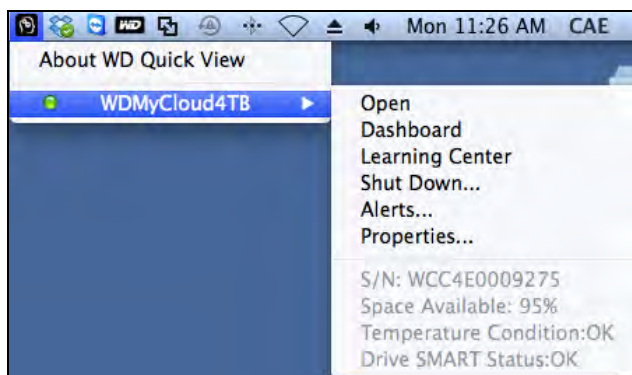 WD Mon 11:26 AM CAE
About WD Quick View
WDMyCloud4TB
Open
Dashboard
Learning Center
Shut Down...
Alerts...
Properties...
S/N: WCC4E0009275
Space Available: 95%
Temperature Condition:OK
Drive SMART Status:OK